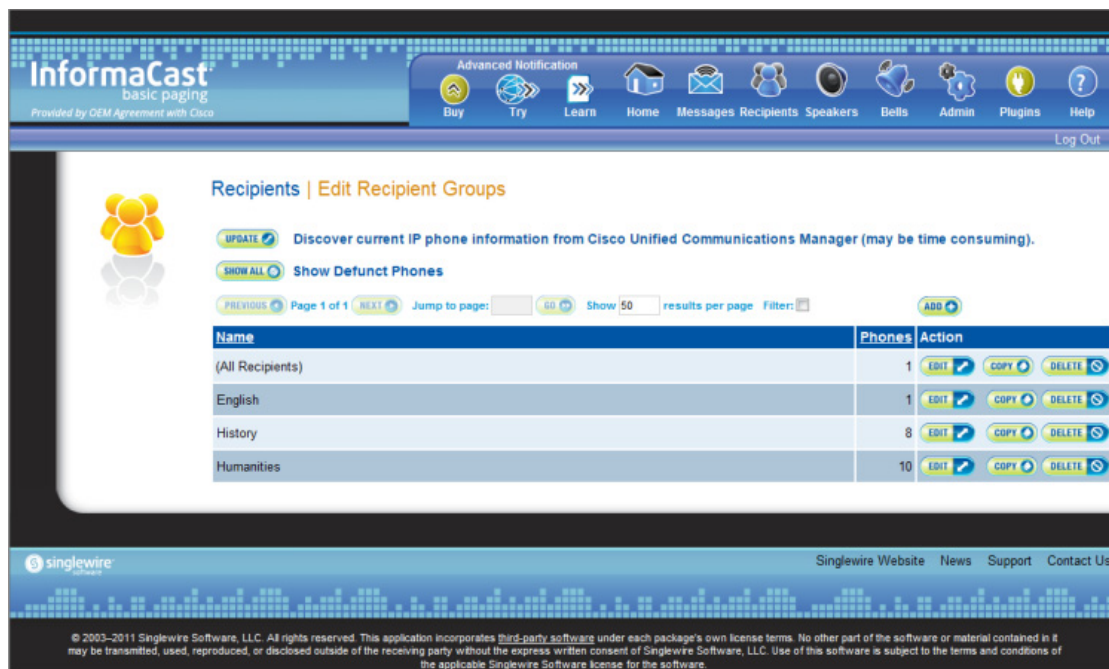 InformaCast
basic paging
Provided by OEM Agreement with Cisco
Advanced Notification
Buy Try Learn Home Messages Recipients Speakers Bells Admin Plugins Help
Log Out
Recipients | Edit Recipient Groups
UPDATE Discover current IP phone information from Cisco Unified Communications Manager (may be time consuming).
SHOW ALL Show Defunct Phones
PREVIOUS Page 1 of 1 NEXT Jump to page: GO Show 50 results per page Filter: ADD
Name Phones Action
(All Recipients) 1 EDIT COPY DELETE
English 1 EDIT COPY DELETE
History 8 EDIT COPY DELETE
Humanities 10 EDIT COPY DELETE
singlewire
software
Singlewire Website News Support Contact Us
© 2003–2011 Singlewire Software, LLC. All rights reserved. This application incorporates third-party software under each package's own license terms. No other part of the software or material contained in it
may be transmitted, used, reproduced, or disclosed outside of the receiving party without the express written consent of Singlewire Software, LLC. Use of this software is subject to the terms and conditions of
the applicable Singlewire Software license for the software.